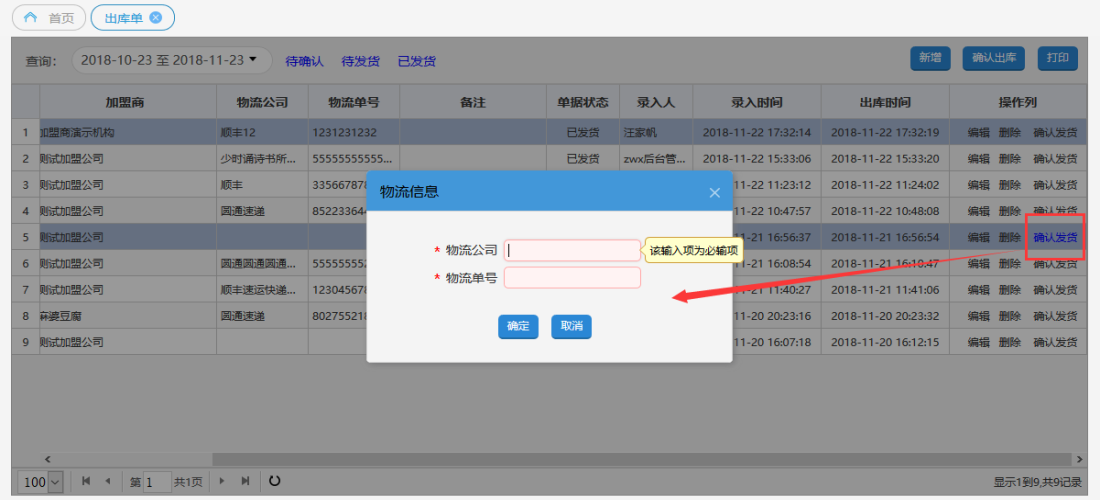 首页 出库单
查询: 2018-10-23 至 2018-11-23 待确认 待发货 已发货 新增 确认出库 打印
加盟商 物流公司 物流单号 备注 单据状态 录入人 录入时间 出库时间 操作列
1 加盟商演示机构 顺丰12 1231231232 已发货 汪家帆 2018-11-22 17:32:14 2018-11-22 17:32:19 编辑 删除 确认发货
2 测试加盟公司 少时诵诗书所... 55555555555... 已发货 zwx后台管... 2018-11-22 15:33:06 2018-11-22 15:33:20 编辑 删除 确认发货
3 测试加盟公司 顺丰 33566787 11-22 11:23:12 2018-11-22 11:24:02 编辑 删除 确认发货
4 测试加盟公司 圆通速递 8522336 11-22 10:47:57 2018-11-22 10:48:08 编辑 删除 确认发货
5 测试加盟公司 11-21 16:56:37 2018-11-21 16:56:54 编辑 删除 确认发货
6 测试加盟公司 圆通圆通圆通... 55555555 11-21 16:08:54 2018-11-21 16:10:47 编辑 删除 确认发货
7 测试加盟公司 顺丰速运快递... 12304567 11-21 11:40:27 2018-11-21 11:41:06 编辑 删除 确认发货
8 麻婆豆腐 圆通速递 80275521 11-20 20:23:16 2018-11-20 20:23:32 编辑 删除 确认发货
9 测试加盟公司 11-20 16:07:18 2018-11-20 16:12:15 编辑 删除 确认发货
物流信息
* 物流公司 该输入项为必输项
* 物流单号
确定 取消
100 第 1 共1页 显示1到9,共9记录